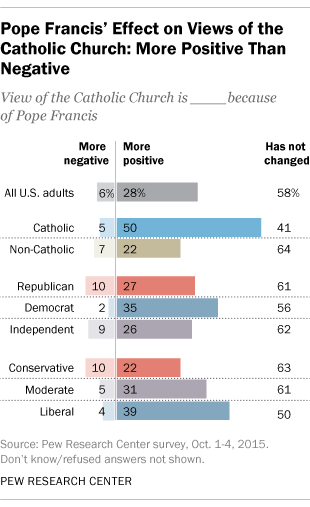 Pope Francis' Effect on Views of the
Catholic Church: More Positive Than
Negative
View of the Catholic Church is ____ because
of Pope Francis
More negative More positive Has not changed
All U.S. adults 6% 28% 58%
Catholic 5 50 41
Non-Catholic 7 22 64
Republican 10 27 61
Democrat 2 35 56
Independent 9 26 62
Conservative 10 22 63
Moderate 5 31 61
Liberal 4 39 50
Source: Pew Research Center survey, Oct. 1-4, 2015.
Don't know/refused answers not shown.
PEW RESEARCH CENTER